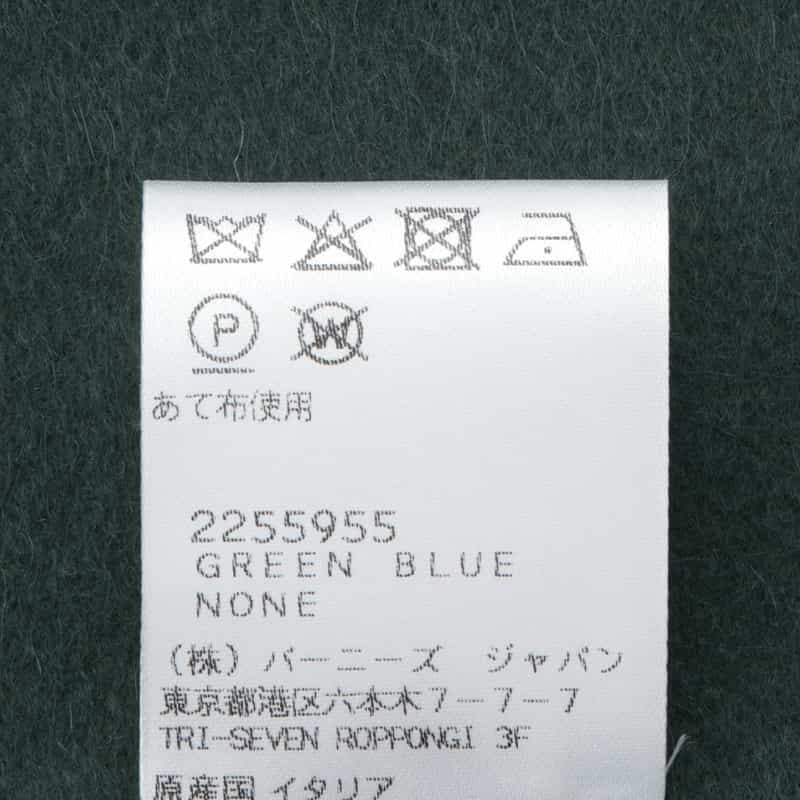 P W
あて布使用
2255955
GREEN BLUE
NONE
(株) バーニーズ ジャパン
東京都港区六本木7-7-7
TRI-SEVEN ROPPONGI 3F
原産国 イタリア